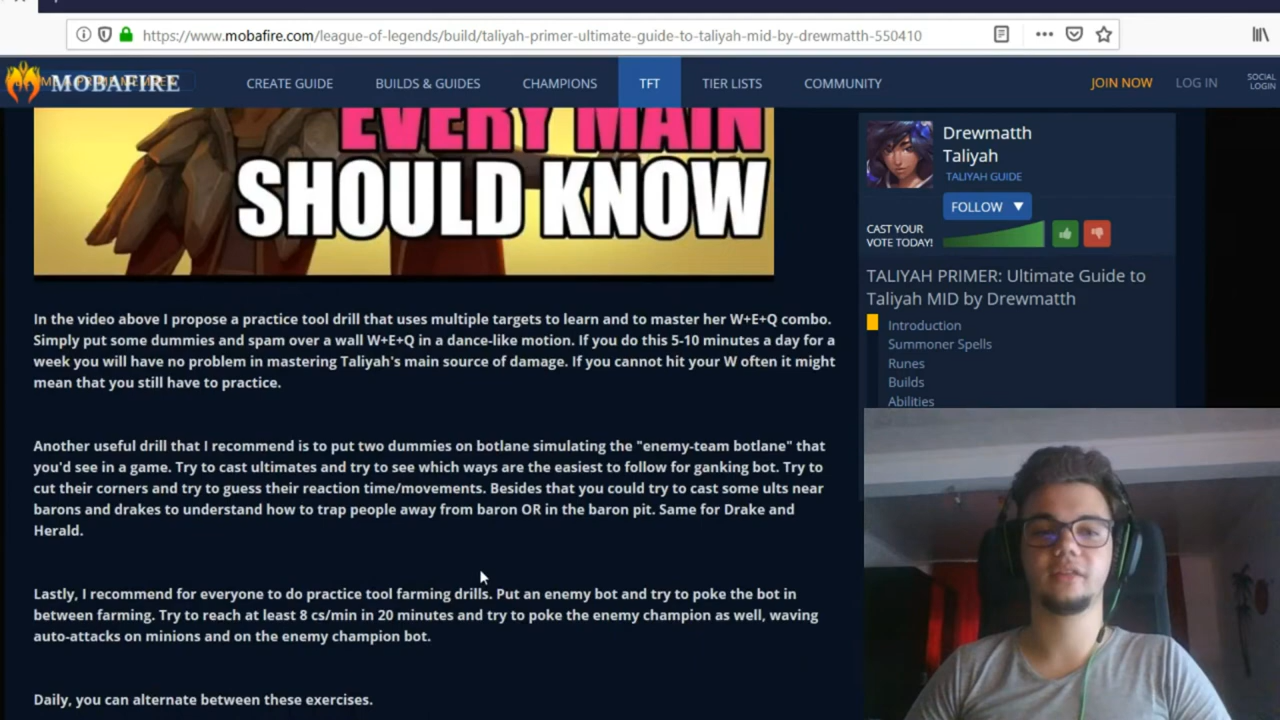 https://www.mobafire.com/league-of-legends/build/taliyah-primer-ultimate-guide-to-taliyah-mid-by-drewmatth-550410
MOBAFIRE
CREATE GUIDE
BUILDS & GUIDES
CHAMPIONS
TFT
TIER LISTS
COMMUNITY
JOIN NOW
LOG IN
SOCIAL
LOGIN
EVERY MAIN
SHOULD KNOW
In the video above I propose a practice tool drill that uses multiple targets to learn and to master her W+E+Q combo.
Simply put some dummies and spam over a wall W+E+Q in a dance-like motion. If you do this 5-10 minutes a day for a
week you will have no problem in mastering Taliyah's main source of damage. If you cannot hit your W often it might
mean that you still have to practice.
Another useful drill that I recommend is to put two dummies on botlane simulating the "enemy-team botlane" that
you'd see in a game. Try to cast ultimates and try to see which ways are the easiest to follow for ganking bot. Try to
cut their corners and try to guess their reaction time/movements. Besides that you could try to cast some ults near
barons and drakes to understand how to trap people away from baron OR in the baron pit. Same for Drake and
Herald.
Lastly, I recommend for everyone to do practice tool farming drills. Put an enemy bot and try to poke the bot in
between farming. Try to reach at least 8 cs/min in 20 minutes and try to poke the enemy champion as well, waving
auto-attacks on minions and on the enemy champion bot.
Daily, you can alternate between these exercises.
Drewmatth
Taliyah
TALIYAH GUIDE
FOLLOW
CAST YOUR
VOTE TODAY!
TALIYAH PRIMER: Ultimate Guide to
Taliyah MID by Drewmatth
Introduction
Summoner Spells
Runes
Builds
Abilities